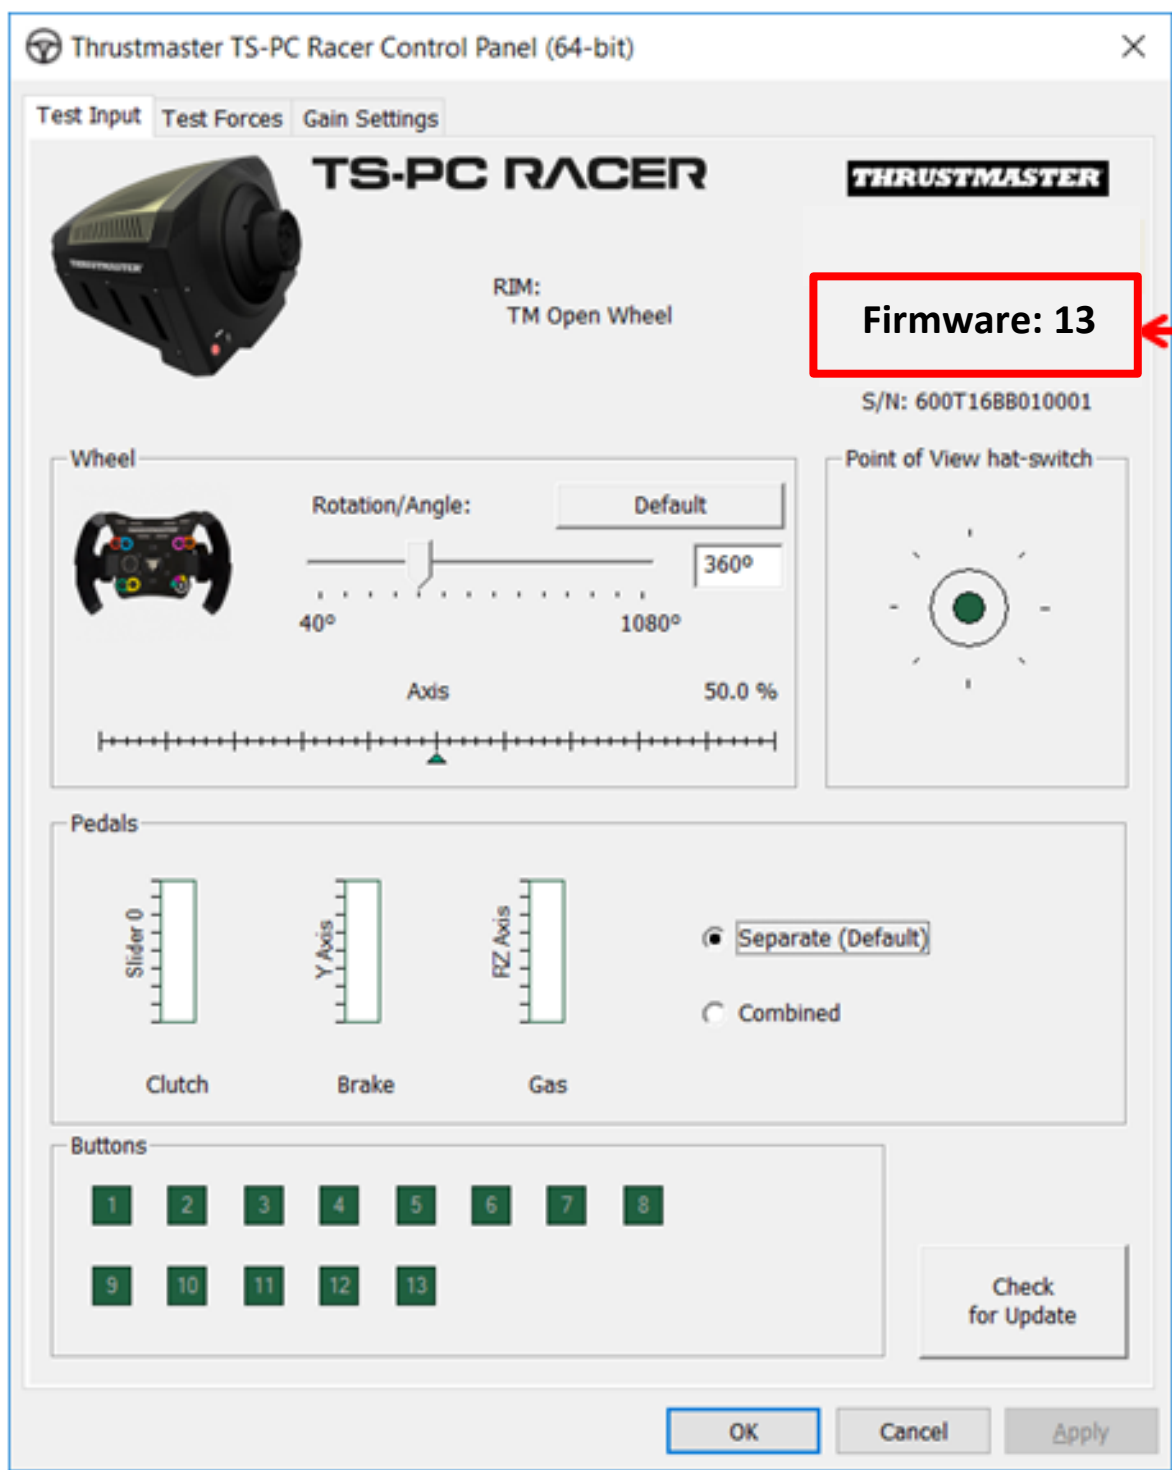 Thrustmaster TS-PC Racer Control Panel (64-bit)
Test Input Test Forces Gain Settings
TS-PC RACER
THRUSTMASTER
THRUSTMASTER
RIM:
TM Open Wheel
Firmware: 13
S/N: 600T16BB010001
Wheel
Rotation/Angle: Default
360º
40º 1080º
Axis 50.0 %
Point of View hat-switch
Pedals
Slider 0
Y Axis
RZ Axis
Clutch Brake Gas
Separate (Default)
Combined
Buttons
1 2 3 4 5 6 7 8
9 10 11 12 13
Check
for Update
OK Cancel Apply